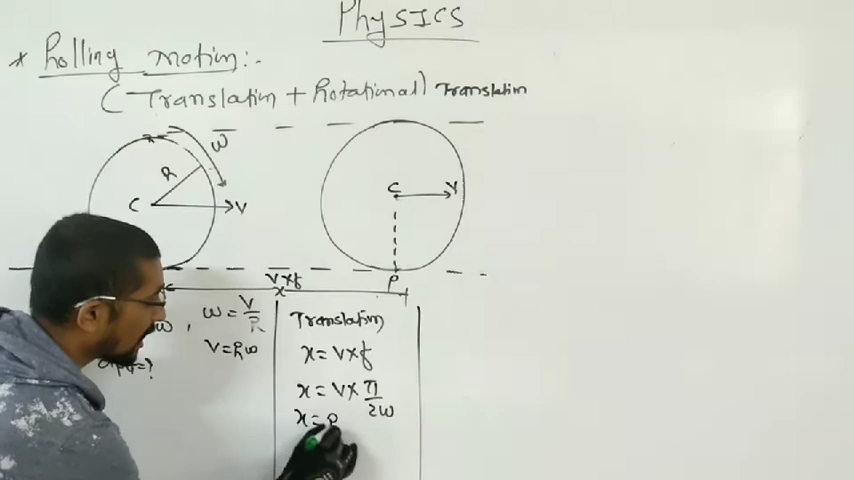 Physics
* Rolling motion:-
(Translation + Rotational) Translation
ω
R
C
V
C
V
P
V×t
x
ω, ω = V/R
V = Rω
= ?
Translation
x = V×t
x = V× π/2ω
x = R